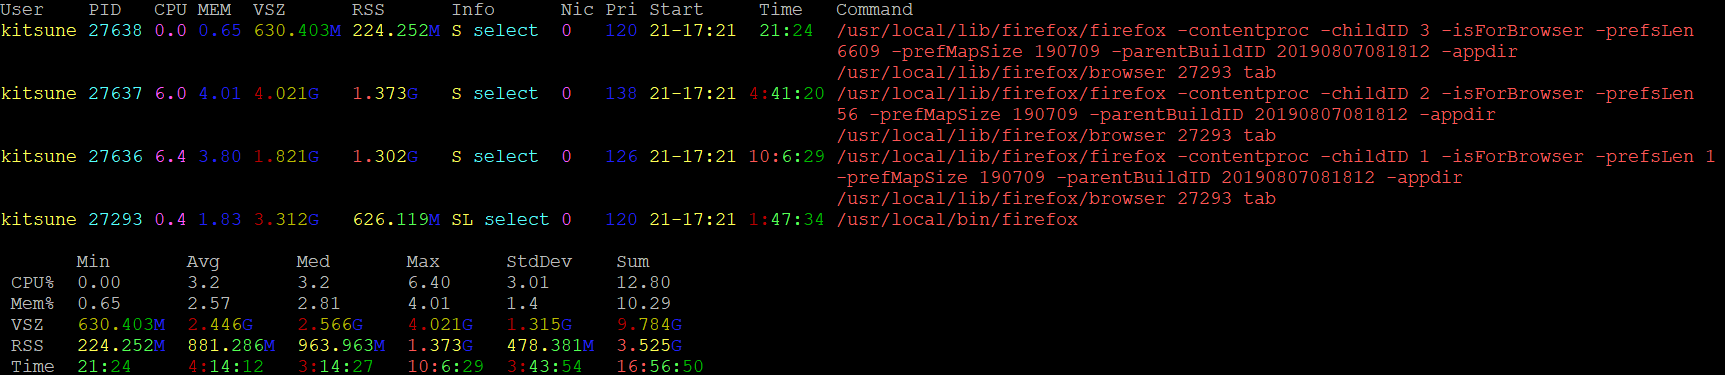 User    PID   CPU MEM  VSZ      RSS      Info     Nic Pri Start     Time   Command
kitsune 27638 0.0 0.65 630.403M 224.252M S select 0   120 21-17:21  21:24  /usr/local/lib/firefox/firefox -contentproc -childID 3 -isForBrowser -prefsLen
6609 -prefMapSize 190709 -parentBuildID 20190807081812 -appdir
/usr/local/lib/firefox/browser 27293 tab
kitsune 27637 6.0 4.01 4.021G   1.373G   S select 0   138 21-17:21 4:41:20 /usr/local/lib/firefox/firefox -contentproc -childID 2 -isForBrowser -prefsLen
56 -prefMapSize 190709 -parentBuildID 20190807081812 -appdir
/usr/local/lib/firefox/browser 27293 tab
kitsune 27636 6.4 3.80 1.821G   1.302G   S select 0   126 21-17:21 10:6:29 /usr/local/lib/firefox/firefox -contentproc -childID 1 -isForBrowser -prefsLen 1
-prefMapSize 190709 -parentBuildID 20190807081812 -appdir
/usr/local/lib/firefox/browser 27293 tab
kitsune 27293 0.4 1.83 3.312G   626.119M SL select 0  120 21-17:21 1:47:34 /usr/local/bin/firefox
Min       Avg       Med       Max      StdDev    Sum
CPU%  0.00      3.2       3.2       6.40     3.01      12.80
Mem%  0.65      2.57      2.81      4.01     1.4       10.29
VSZ   630.403M  2.446G    2.566G    4.021G   1.315G    9.784G
RSS   224.252M  881.286M  963.963M  1.373G   478.381M  3.525G
Time  21:24     4:14:12   3:14:27   10:6:29  3:43:54   16:56:50